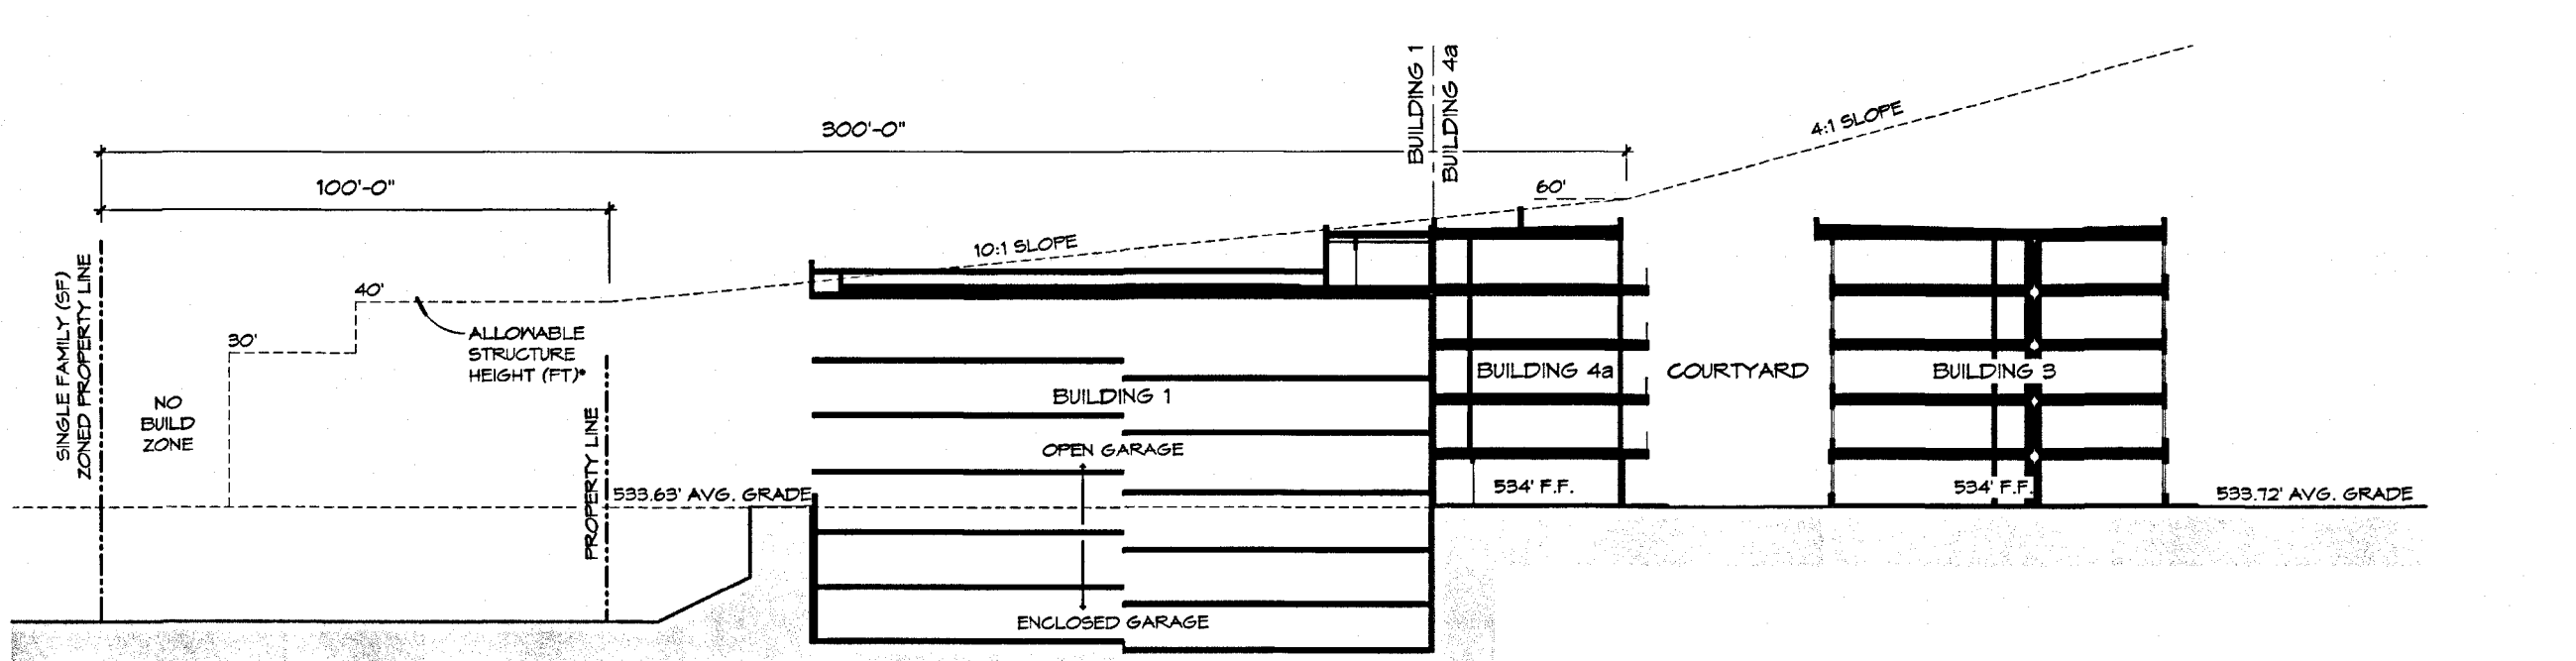 BUILDING 1
BUILDING 4a
300'-0"
4:1 SLOPE
100'-0"
60'
10:1 SLOPE
SINGLE FAMILY (SF)
ZONED PROPERTY LINE
40'
30'
ALLOWABLE
STRUCTURE
HEIGHT (FT)*
NO
BUILD
ZONE
PROPERTY LINE
BUILDING 1
BUILDING 4a
COURTYARD
BUILDING 3
OPEN GARAGE
533.63' AVG. GRADE
534' F.F.
534' F.F.
533.72' AVG. GRADE
ENCLOSED GARAGE